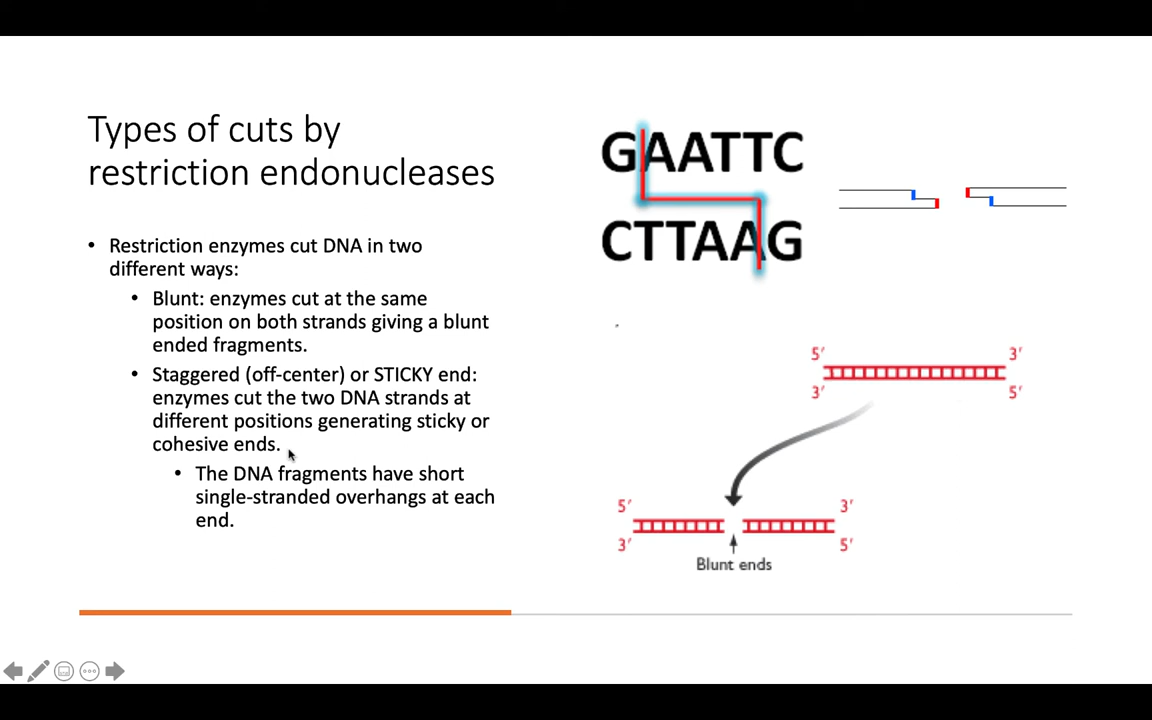 Types of cuts by
restriction endonucleases
• Restriction enzymes cut DNA in two
different ways:
• Blunt: enzymes cut at the same
position on both strands giving a blunt
ended fragments.
• Staggered (off-center) or STICKY end:
enzymes cut the two DNA strands at
different positions generating sticky or
cohesive ends.
• The DNA fragments have short
single-stranded overhangs at each
end.
GAATTC
CTTAAG
5′ 3′
3′ 5′
5′ 3′
3′ 5′
Blunt ends